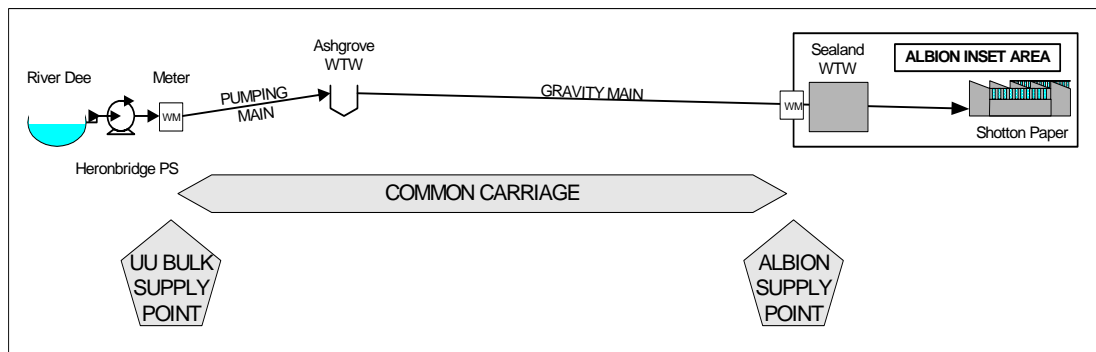 Ashgrove
WTW
Sealand
WTW
ALBION INSET AREA
River Dee
Meter
WM
PUMPING
MAIN
GRAVITY MAIN
WM
Shotton Paper
Heronbridge PS
COMMON CARRIAGE
UU BULK
SUPPLY
POINT
ALBION
SUPPLY
POINT